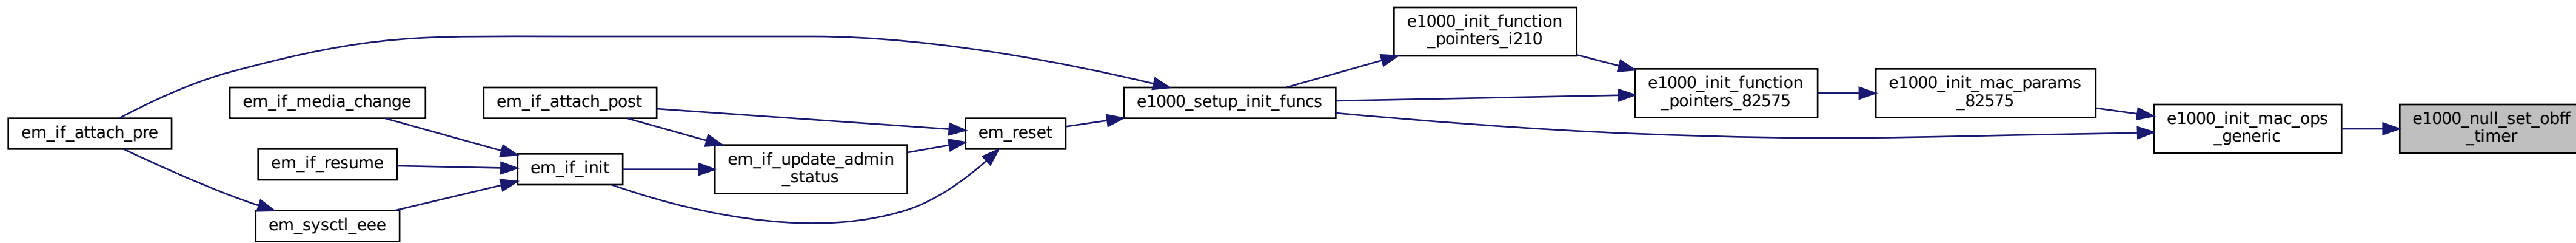 em_if_attach_pre
em_if_media_change
em_if_resume
em_sysctl_eee
em_if_attach_post
em_if_init
em_if_update_admin
_status
em_reset
e1000_setup_init_funcs
e1000_init_function
_pointers_i210
e1000_init_function
_pointers_82575
e1000_init_mac_params
_82575
e1000_init_mac_ops
_generic
e1000_null_set_obff
_timer